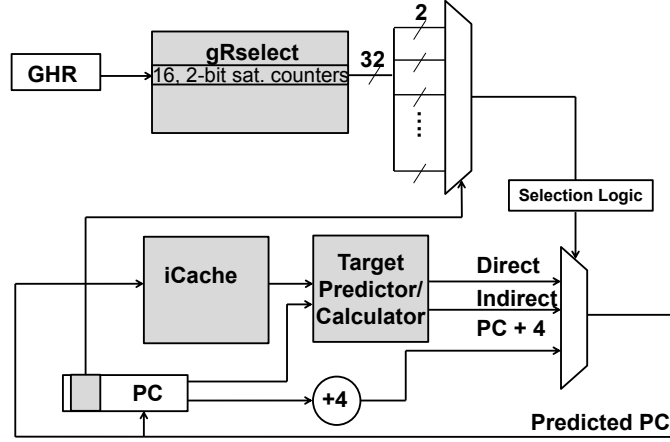 2
gRselect
32
GHR
16, 2-bit sat. counters
Selection Logic
iCache
Target
Predictor/
Calculator
Direct
Indirect
PC + 4
PC
+4
Predicted PC